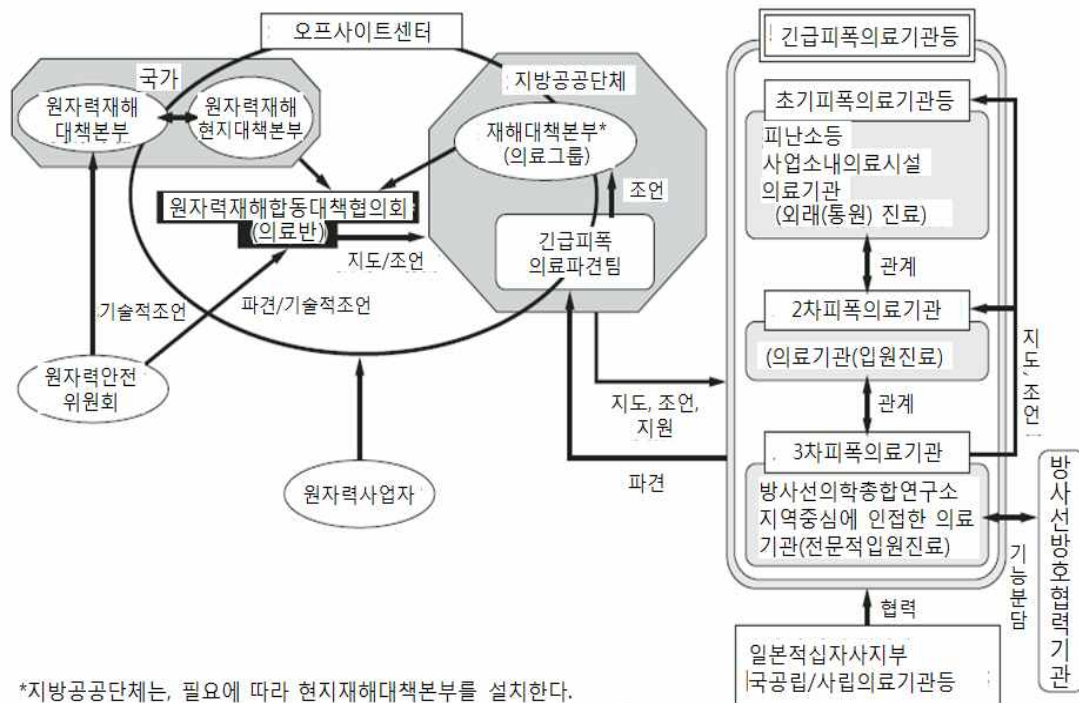 오프사이트센터
국가
원자력재해
대책본부
원자력재해
현지대책본부
지방공공단체
재해대책본부*
(의료그룹)
조언
긴급피폭
의료파견팀
원자력재해합동대책협의회
(의료반)
지도/조언
기술적조언
파견/기술적조언
원자력안전
위원회
원자력사업자
지도, 조언,
지원
파견
긴급피폭의료기관등
초기피폭의료기관등
피난소등
사업소내의료시설
의료기관
(외래(통원) 진료)
관계
2차피폭의료기관
(의료기관(입원진료)
관계
3차피폭의료기관
방사선의학종합연구소
지역중심에 인접한 의료
기관(전문적입원진료)
지도, 조언
방사선방호협력기관
기능분담
협력
일본적십자사지부
국공립/사립의료기관등
*지방공공단체는, 필요에 따라 현지재해대책본부를 설치한다.